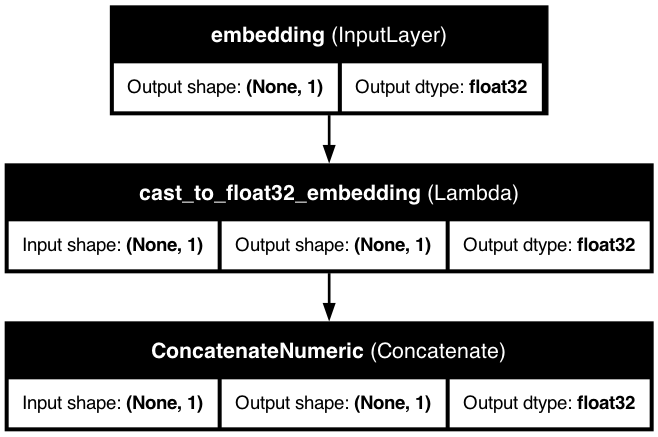 embedding (InputLayer)
Output shape: (None, 1) Output dtype: float32
cast_to_float32_embedding (Lambda)
Input shape: (None, 1) Output shape: (None, 1) Output dtype: float32
ConcatenateNumeric (Concatenate)
Input shape: (None, 1) Output shape: (None, 1) Output dtype: float32